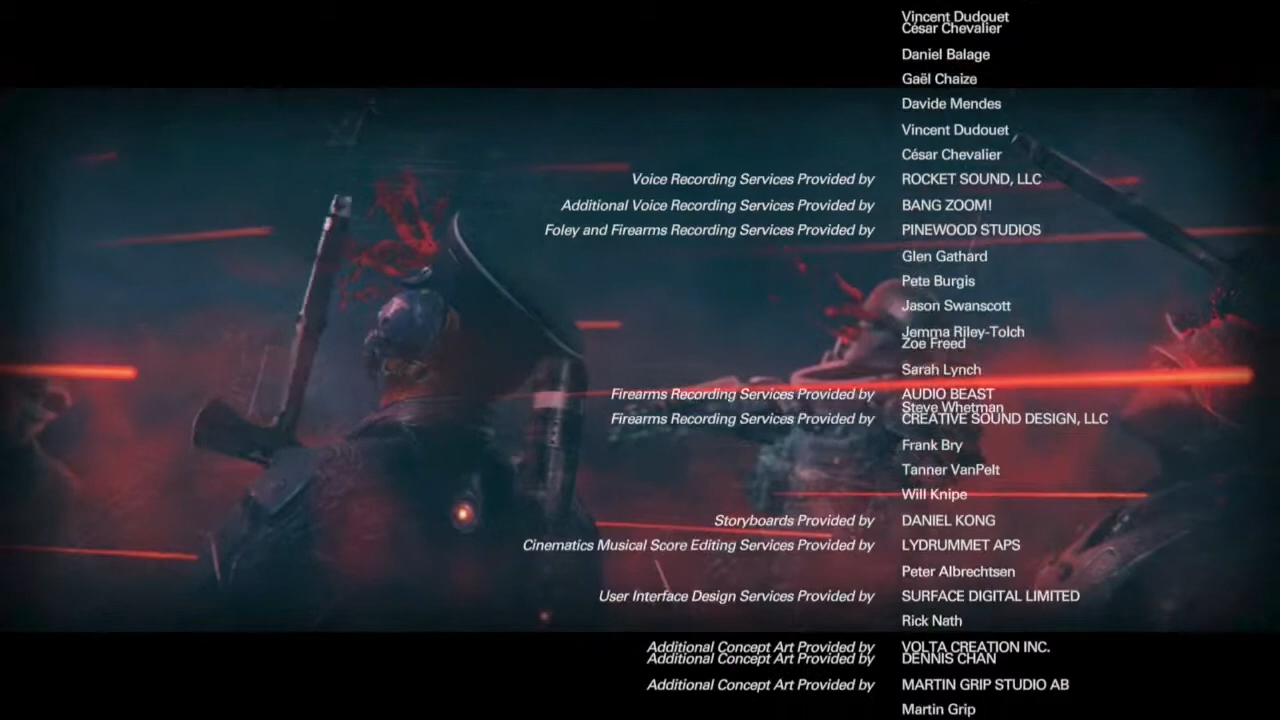 Vincent Dudouet
César Chevalier
Daniel Balage
Gaël Chaize
Davide Mendes
Vincent Dudouet
César Chevalier
Voice Recording Services Provided by ROCKET SOUND, LLC
Additional Voice Recording Services Provided by BANG ZOOM!
Foley and Firearms Recording Services Provided by PINEWOOD STUDIOS
Glen Gathard
Pete Burgis
Jason Swanscott
Jemma Riley-Tolch
Zoe Freed
Sarah Lynch
Firearms Recording Services Provided by AUDIO BEAST
Steve Whetman
Firearms Recording Services Provided by CREATIVE SOUND DESIGN, LLC
Frank Bry
Tanner VanPelt
Will Knipe
Storyboards Provided by DANIEL KONG
Cinematics Musical Score Editing Services Provided by LYDRUMMET APS
Peter Albrechtsen
User Interface Design Services Provided by SURFACE DIGITAL LIMITED
Rick Nath
Additional Concept Art Provided by VOLTA CREATION INC.
Additional Concept Art Provided by DENNIS CHAN
Additional Concept Art Provided by MARTIN GRIP STUDIO AB
Martin Grip